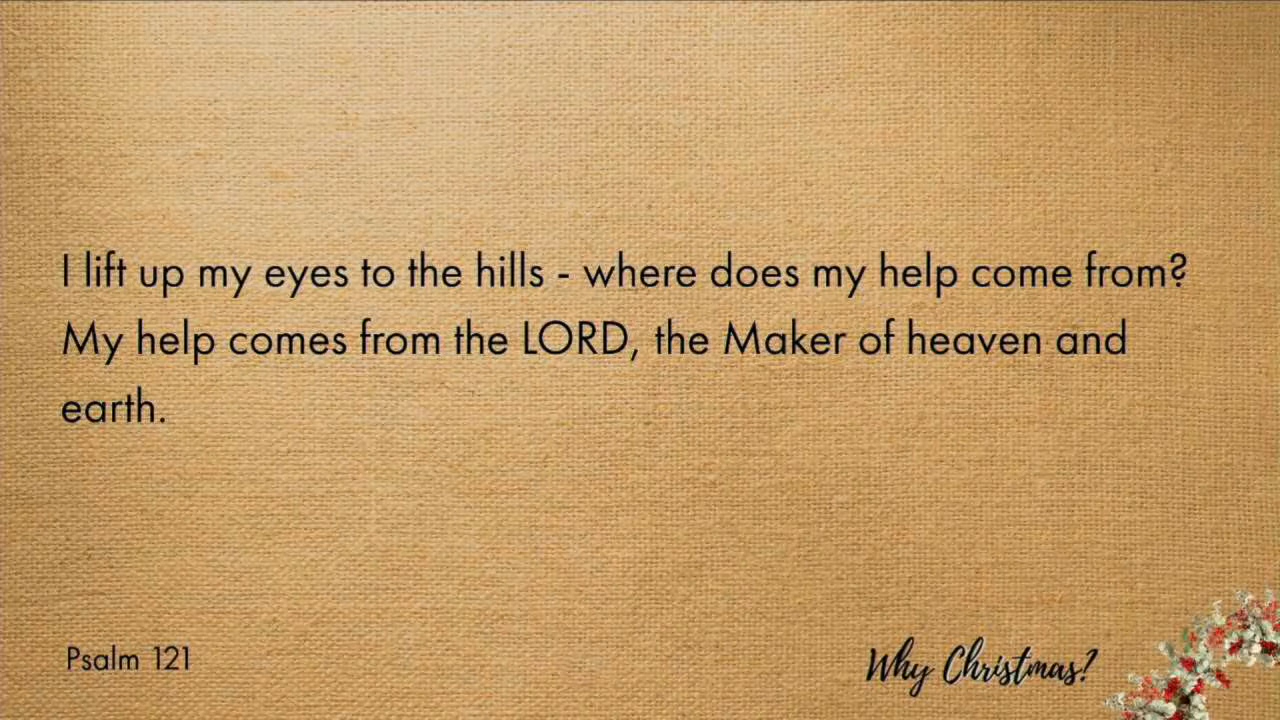 I lift up my eyes to the hills - where does my help come from?
My help comes from the LORD, the Maker of heaven and
earth.
Psalm 121
Why Christmas?